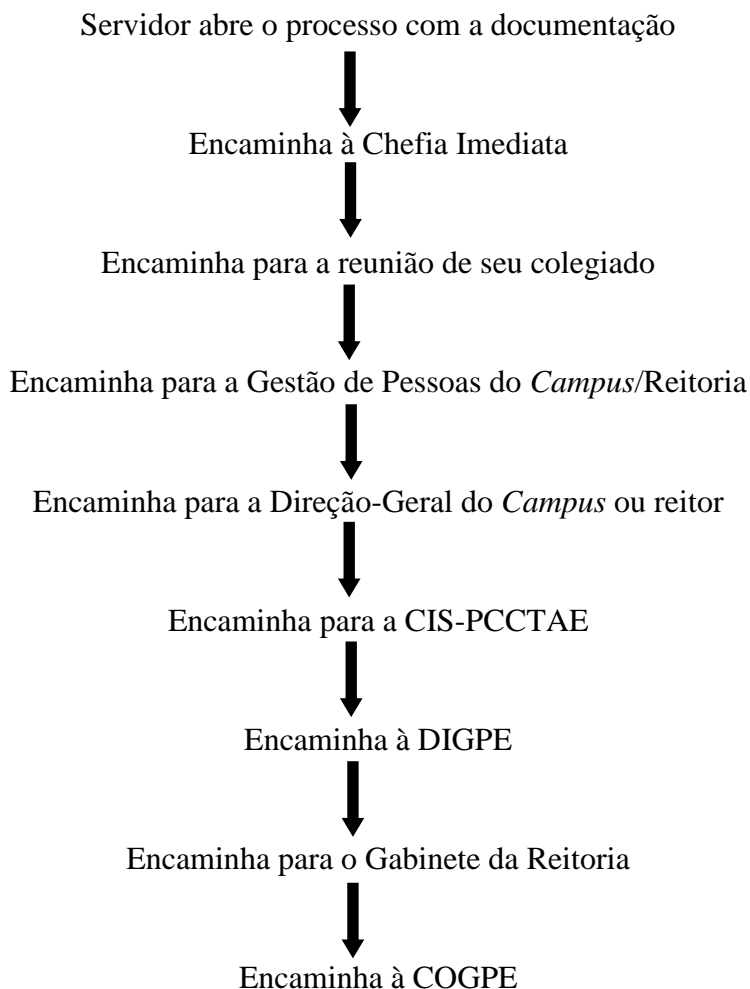 Servidor abre o processo com a documentação
Encaminha à Chefia Imediata
Encaminha para a reunião de seu colegiado
Encaminha para a Gestão de Pessoas do Campus/Reitoria
Encaminha para a Direção-Geral do Campus ou reitor
Encaminha para a CIS-PCCTAE
Encaminha à DIGPE
Encaminha para o Gabinete da Reitoria
Encaminha à COGPE